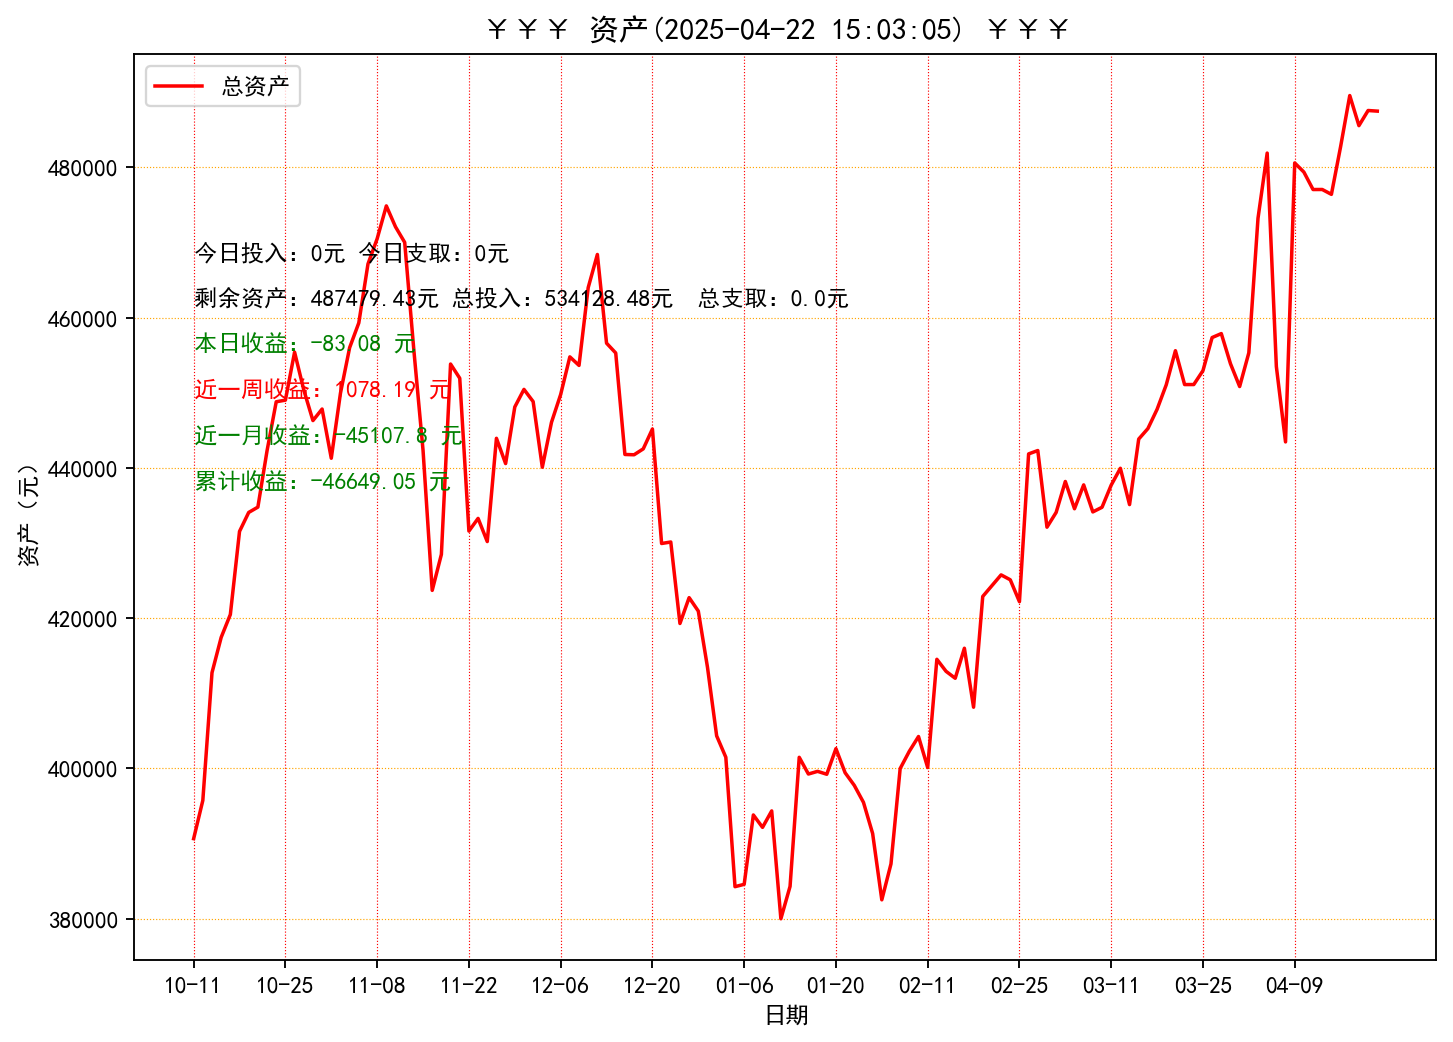 ￥￥￥ 资产(2025-04-22 15:03:05) ￥￥￥
总资产
480000
今日投入：0元 今日支取：0元
剩余资产：487479.43元 总投入：534128.48元  总支取：0.0元
460000
本日收益：-83.08 元
近一周收益：1078.19 元
近一月收益：-45107.8 元
440000
累计收益：-46649.05 元
资产（元）
420000
400000
380000
10-11 10-25 11-08 11-22 12-06 12-20 01-06 01-20 02-11 02-25 03-11 03-25 04-09
日期